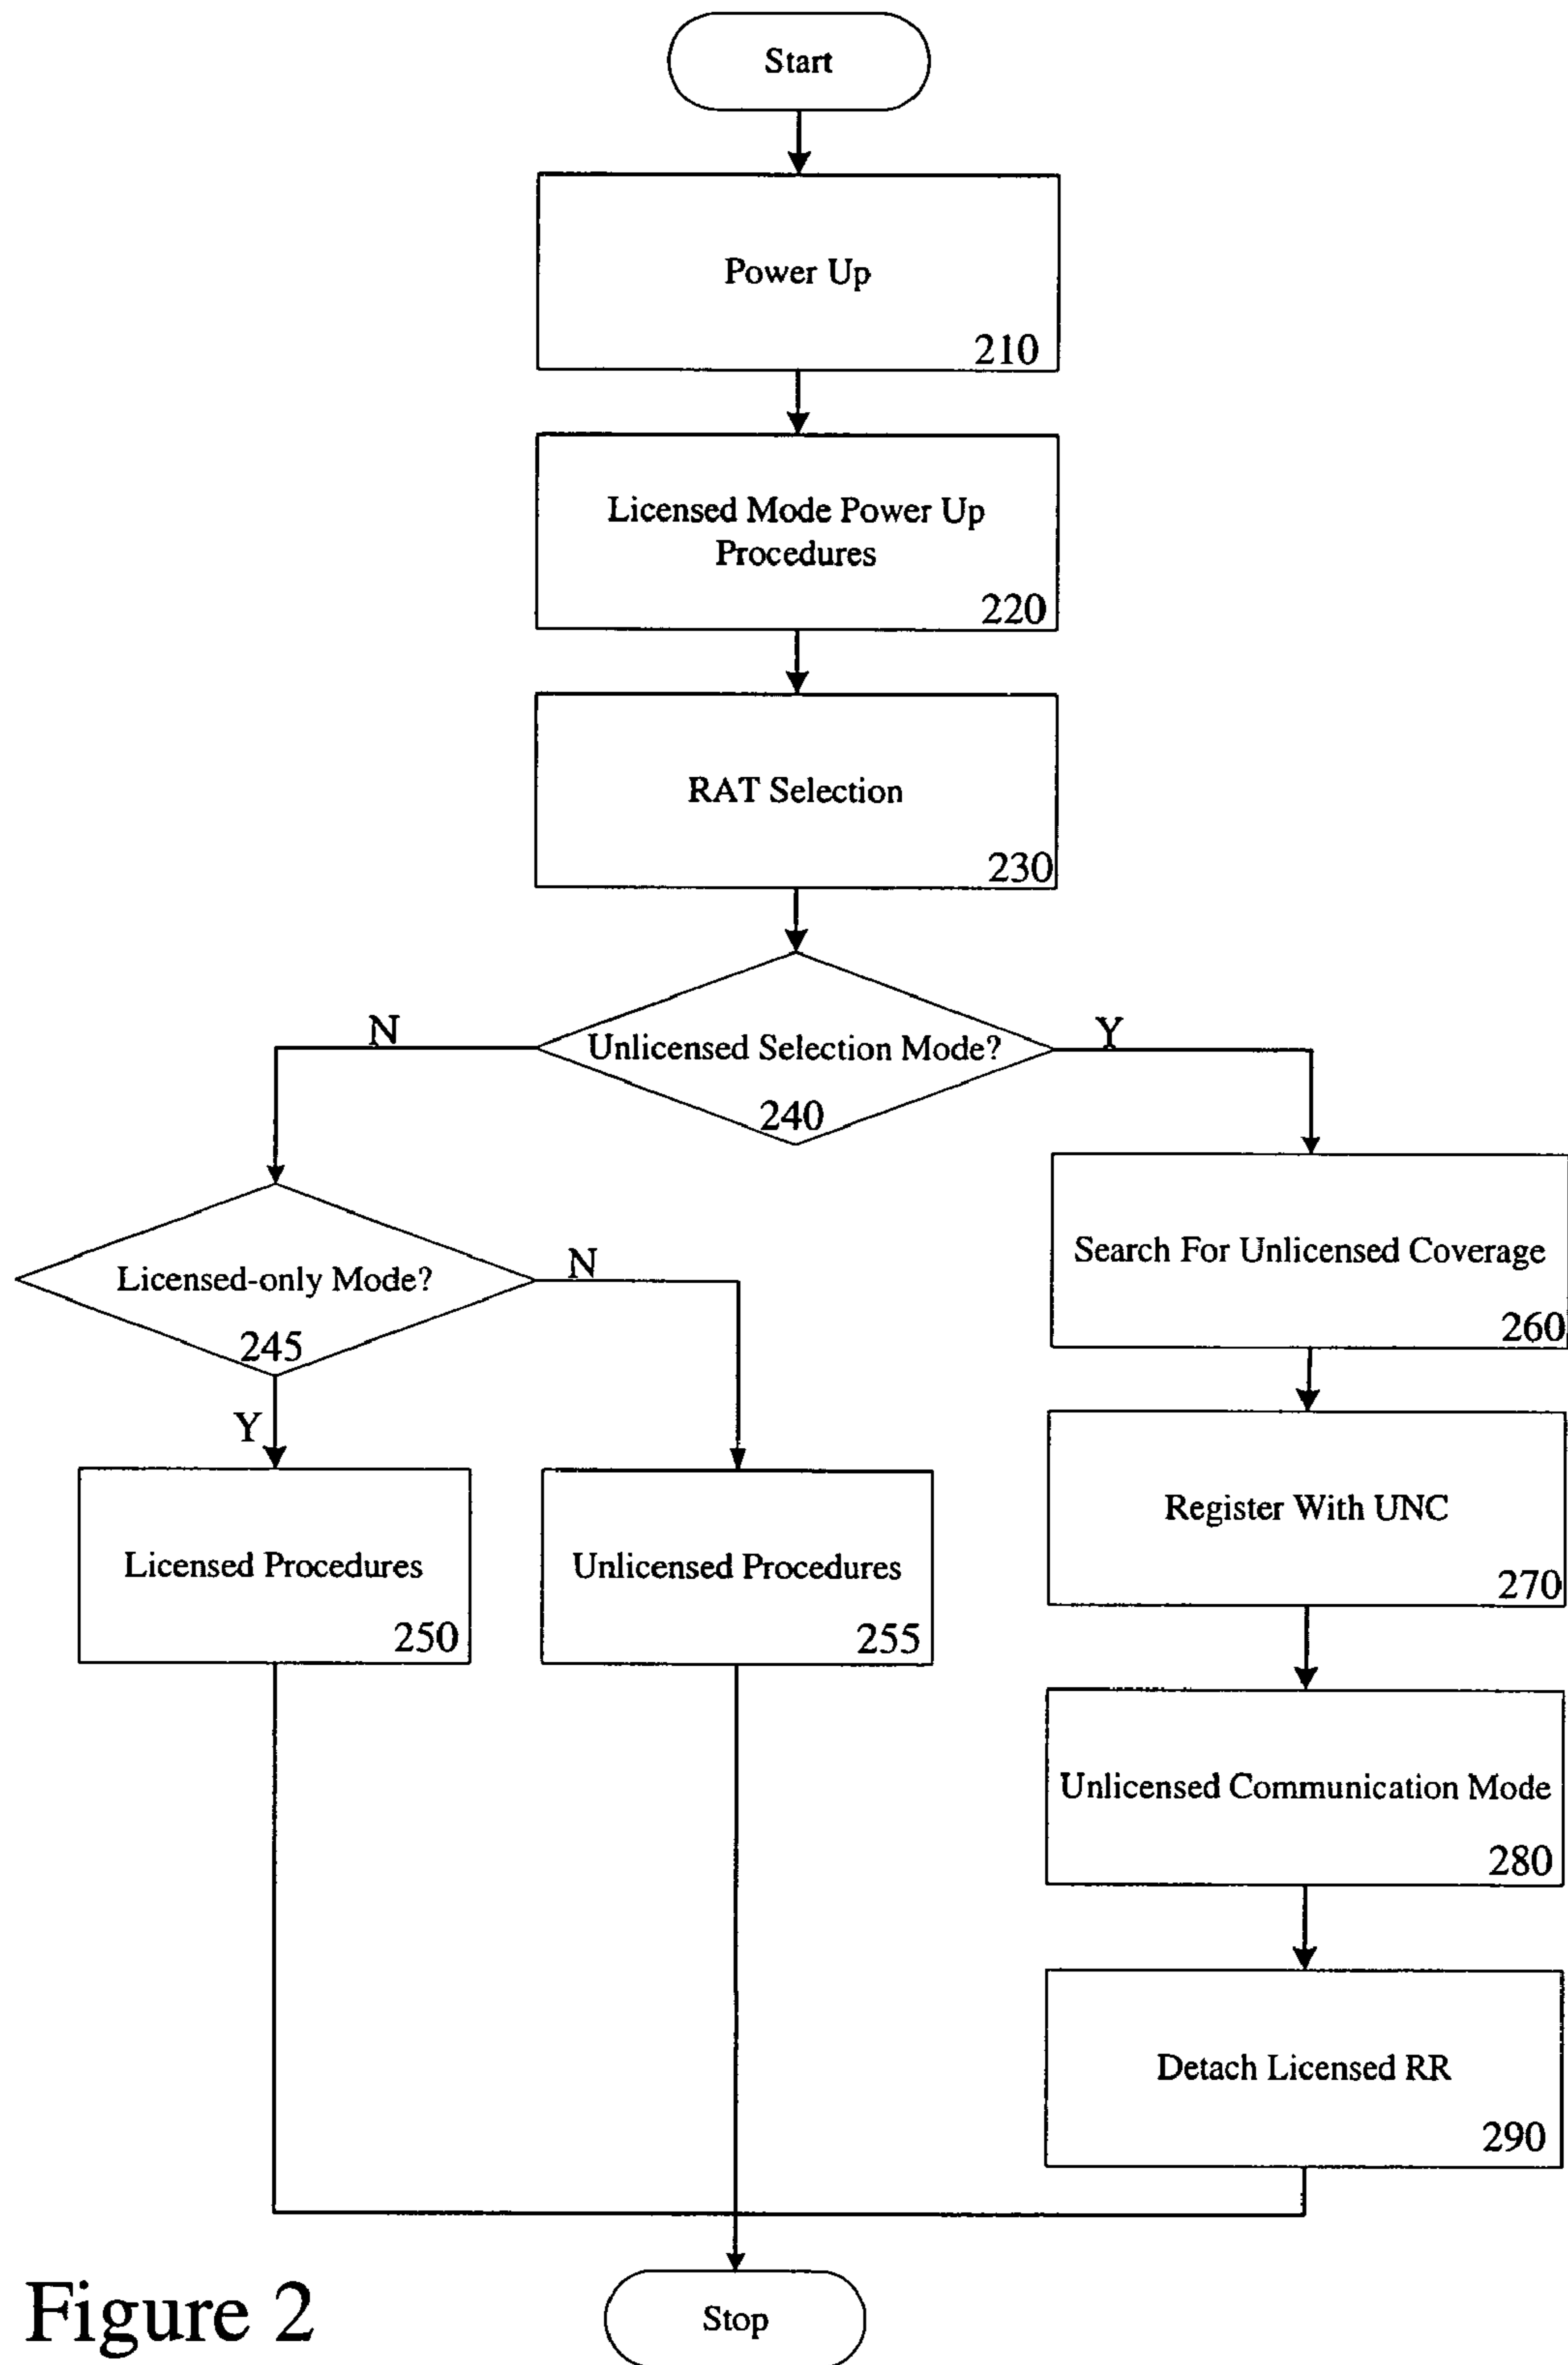 Start
Power Up
210
Licensed Mode Power Up
Procedures
220
RAT Selection
230
N
Unlicensed Selection Mode?
Y
240
Licensed-only Mode?
N
245
Y
Search For Unlicensed Coverage
260
Register With UNC
270
Licensed Procedures
250
Unlicensed Procedures
255
Unlicensed Communication Mode
280
Detach Licensed RR
290
Stop
Figure 2